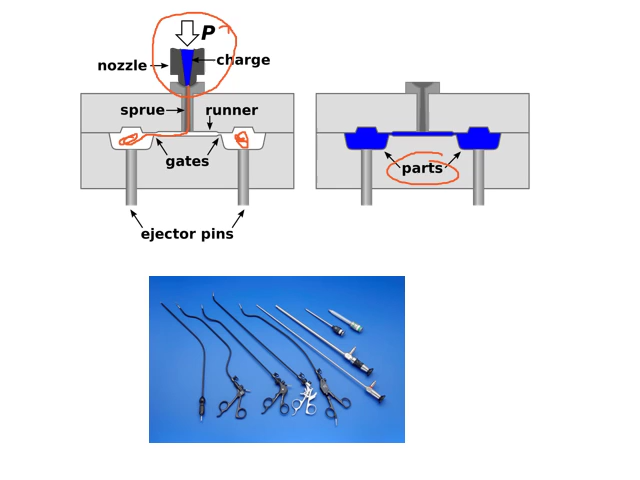 P
nozzle
charge
sprue
runner
gates
parts
ejector pins